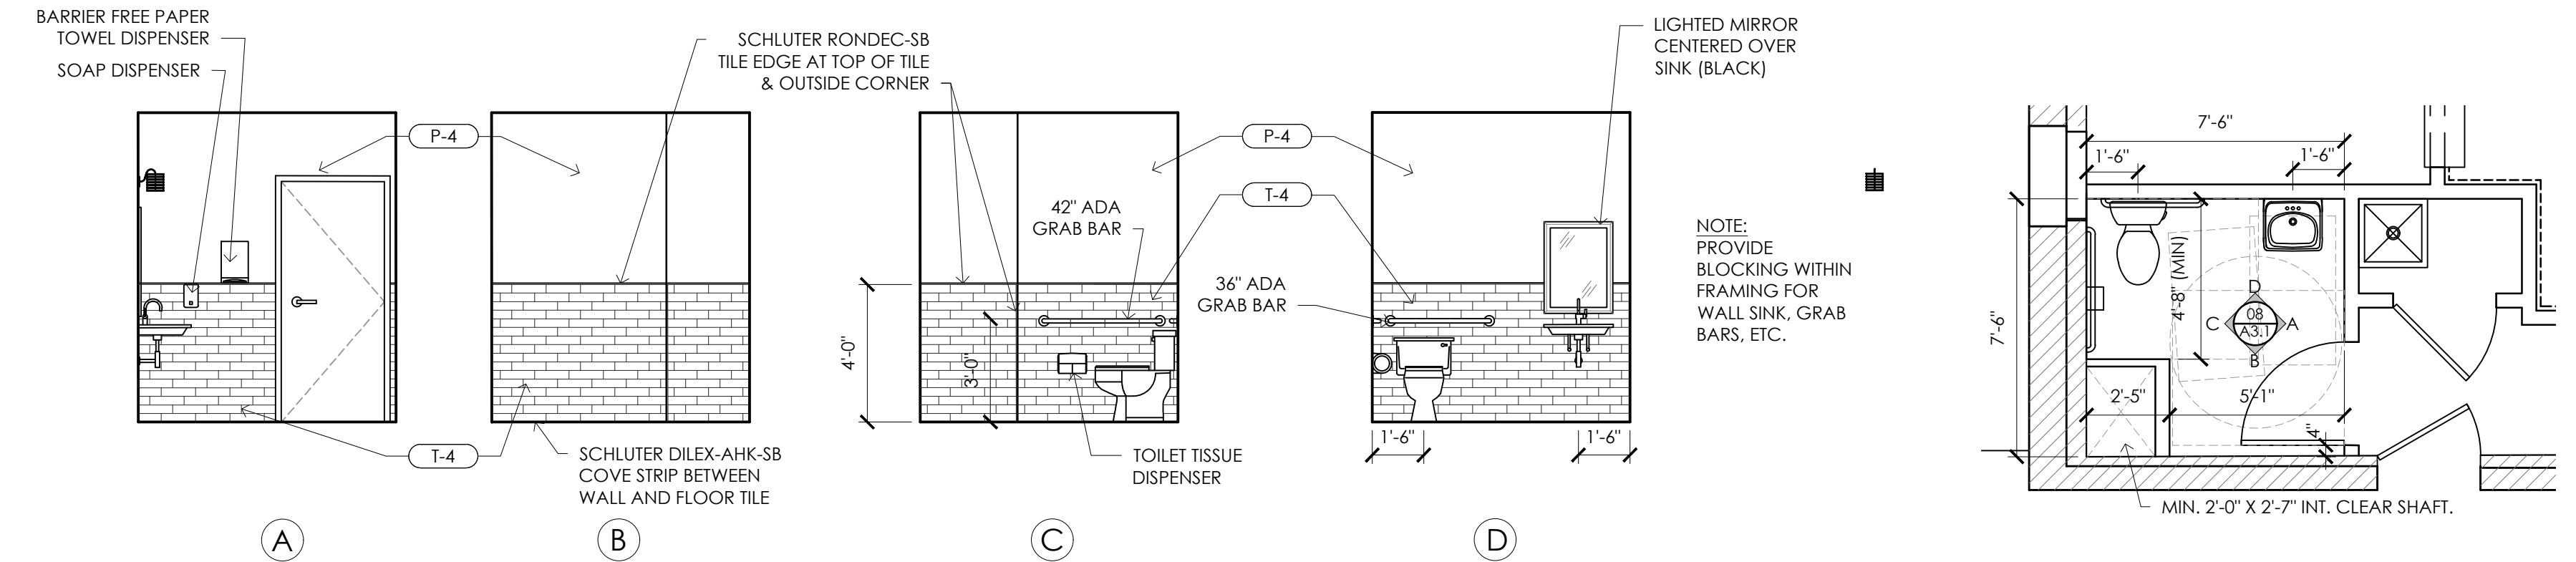 BARRIER FREE PAPER
TOWEL DISPENSER
SOAP DISPENSER
P-4
T-4
SCHLUTER RONDEC-SB
TILE EDGE AT TOP OF TILE
& OUTSIDE CORNER
SCHLUTER DILEX-AHK-SB
COVE STRIP BETWEEN
WALL AND FLOOR TILE
A
B
4'-0"
3'-0"
42" ADA
GRAB BAR
TOILET TISSUE
DISPENSER
C
P-4
T-4
36" ADA
GRAB BAR
LIGHTED MIRROR
CENTERED OVER
SINK (BLACK)
1'-6"
1'-6"
D
NOTE:
PROVIDE
BLOCKING WITHIN
FRAMING FOR
WALL SINK, GRAB
BARS, ETC.
7'-6"
1'-6"
1'-6"
7'-6"
4'-8" (MIN)
D
C
08
A3.1
A
B
2'-5"
5'-1"
4"
MIN. 2'-0" X 2'-7" INT. CLEAR SHAFT.